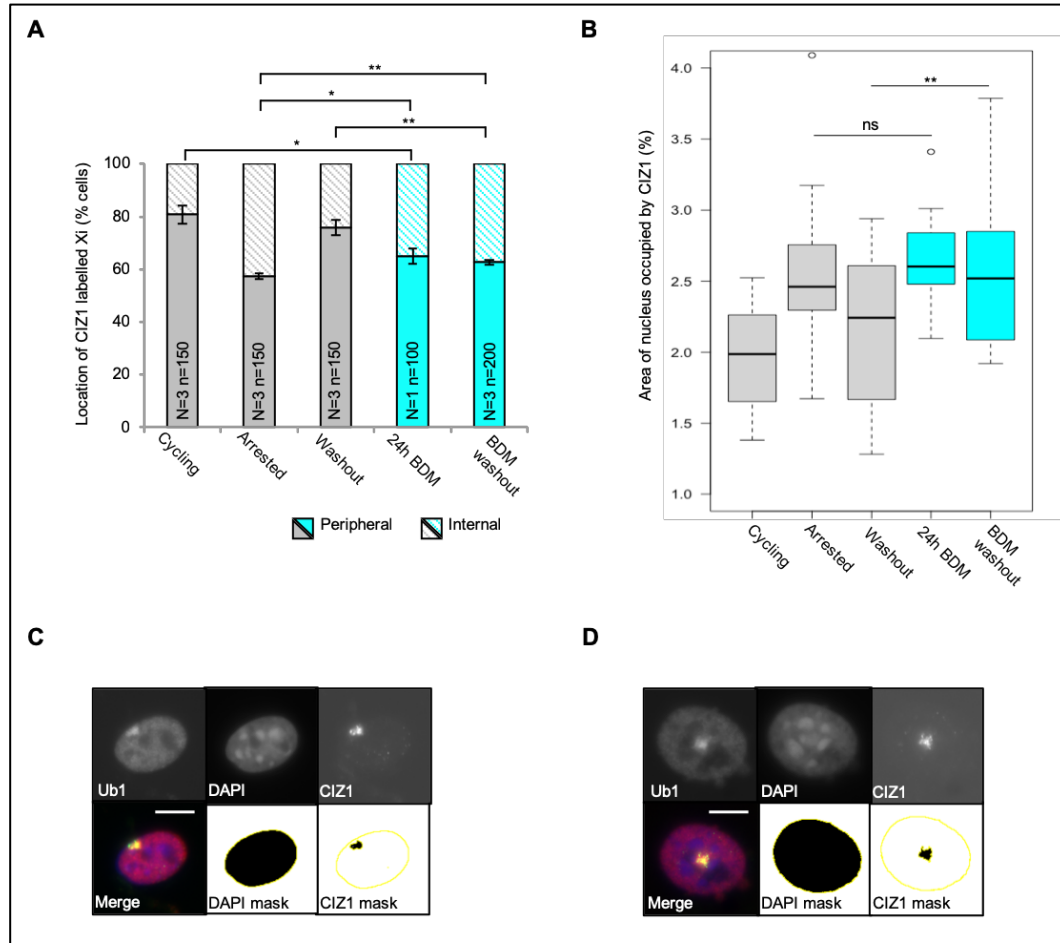 A
**
*
**
*
Location of CIZ1 labelled Xi (% cells)
100
80
60
40
20
0
N=3 n=150
N=3 n=150
N=3 n=150
N=1 n=100
N=3 n=200
Cycling
Arrested
Washout
24h BDM
BDM
washout
Peripheral
Internal
B
Area of nucleus occupied by CIZ1 (%)
4.0
3.5
3.0
2.5
2.0
1.5
1.0
**
ns
Cycling
Arrested
Washout
24h BDM
BDM
washout
C
Ub1
DAPI
CIZ1
Merge
DAPI mask
CIZ1 mask
D
Ub1
DAPI
CIZ1
Merge
DAPI mask
CIZ1 mask